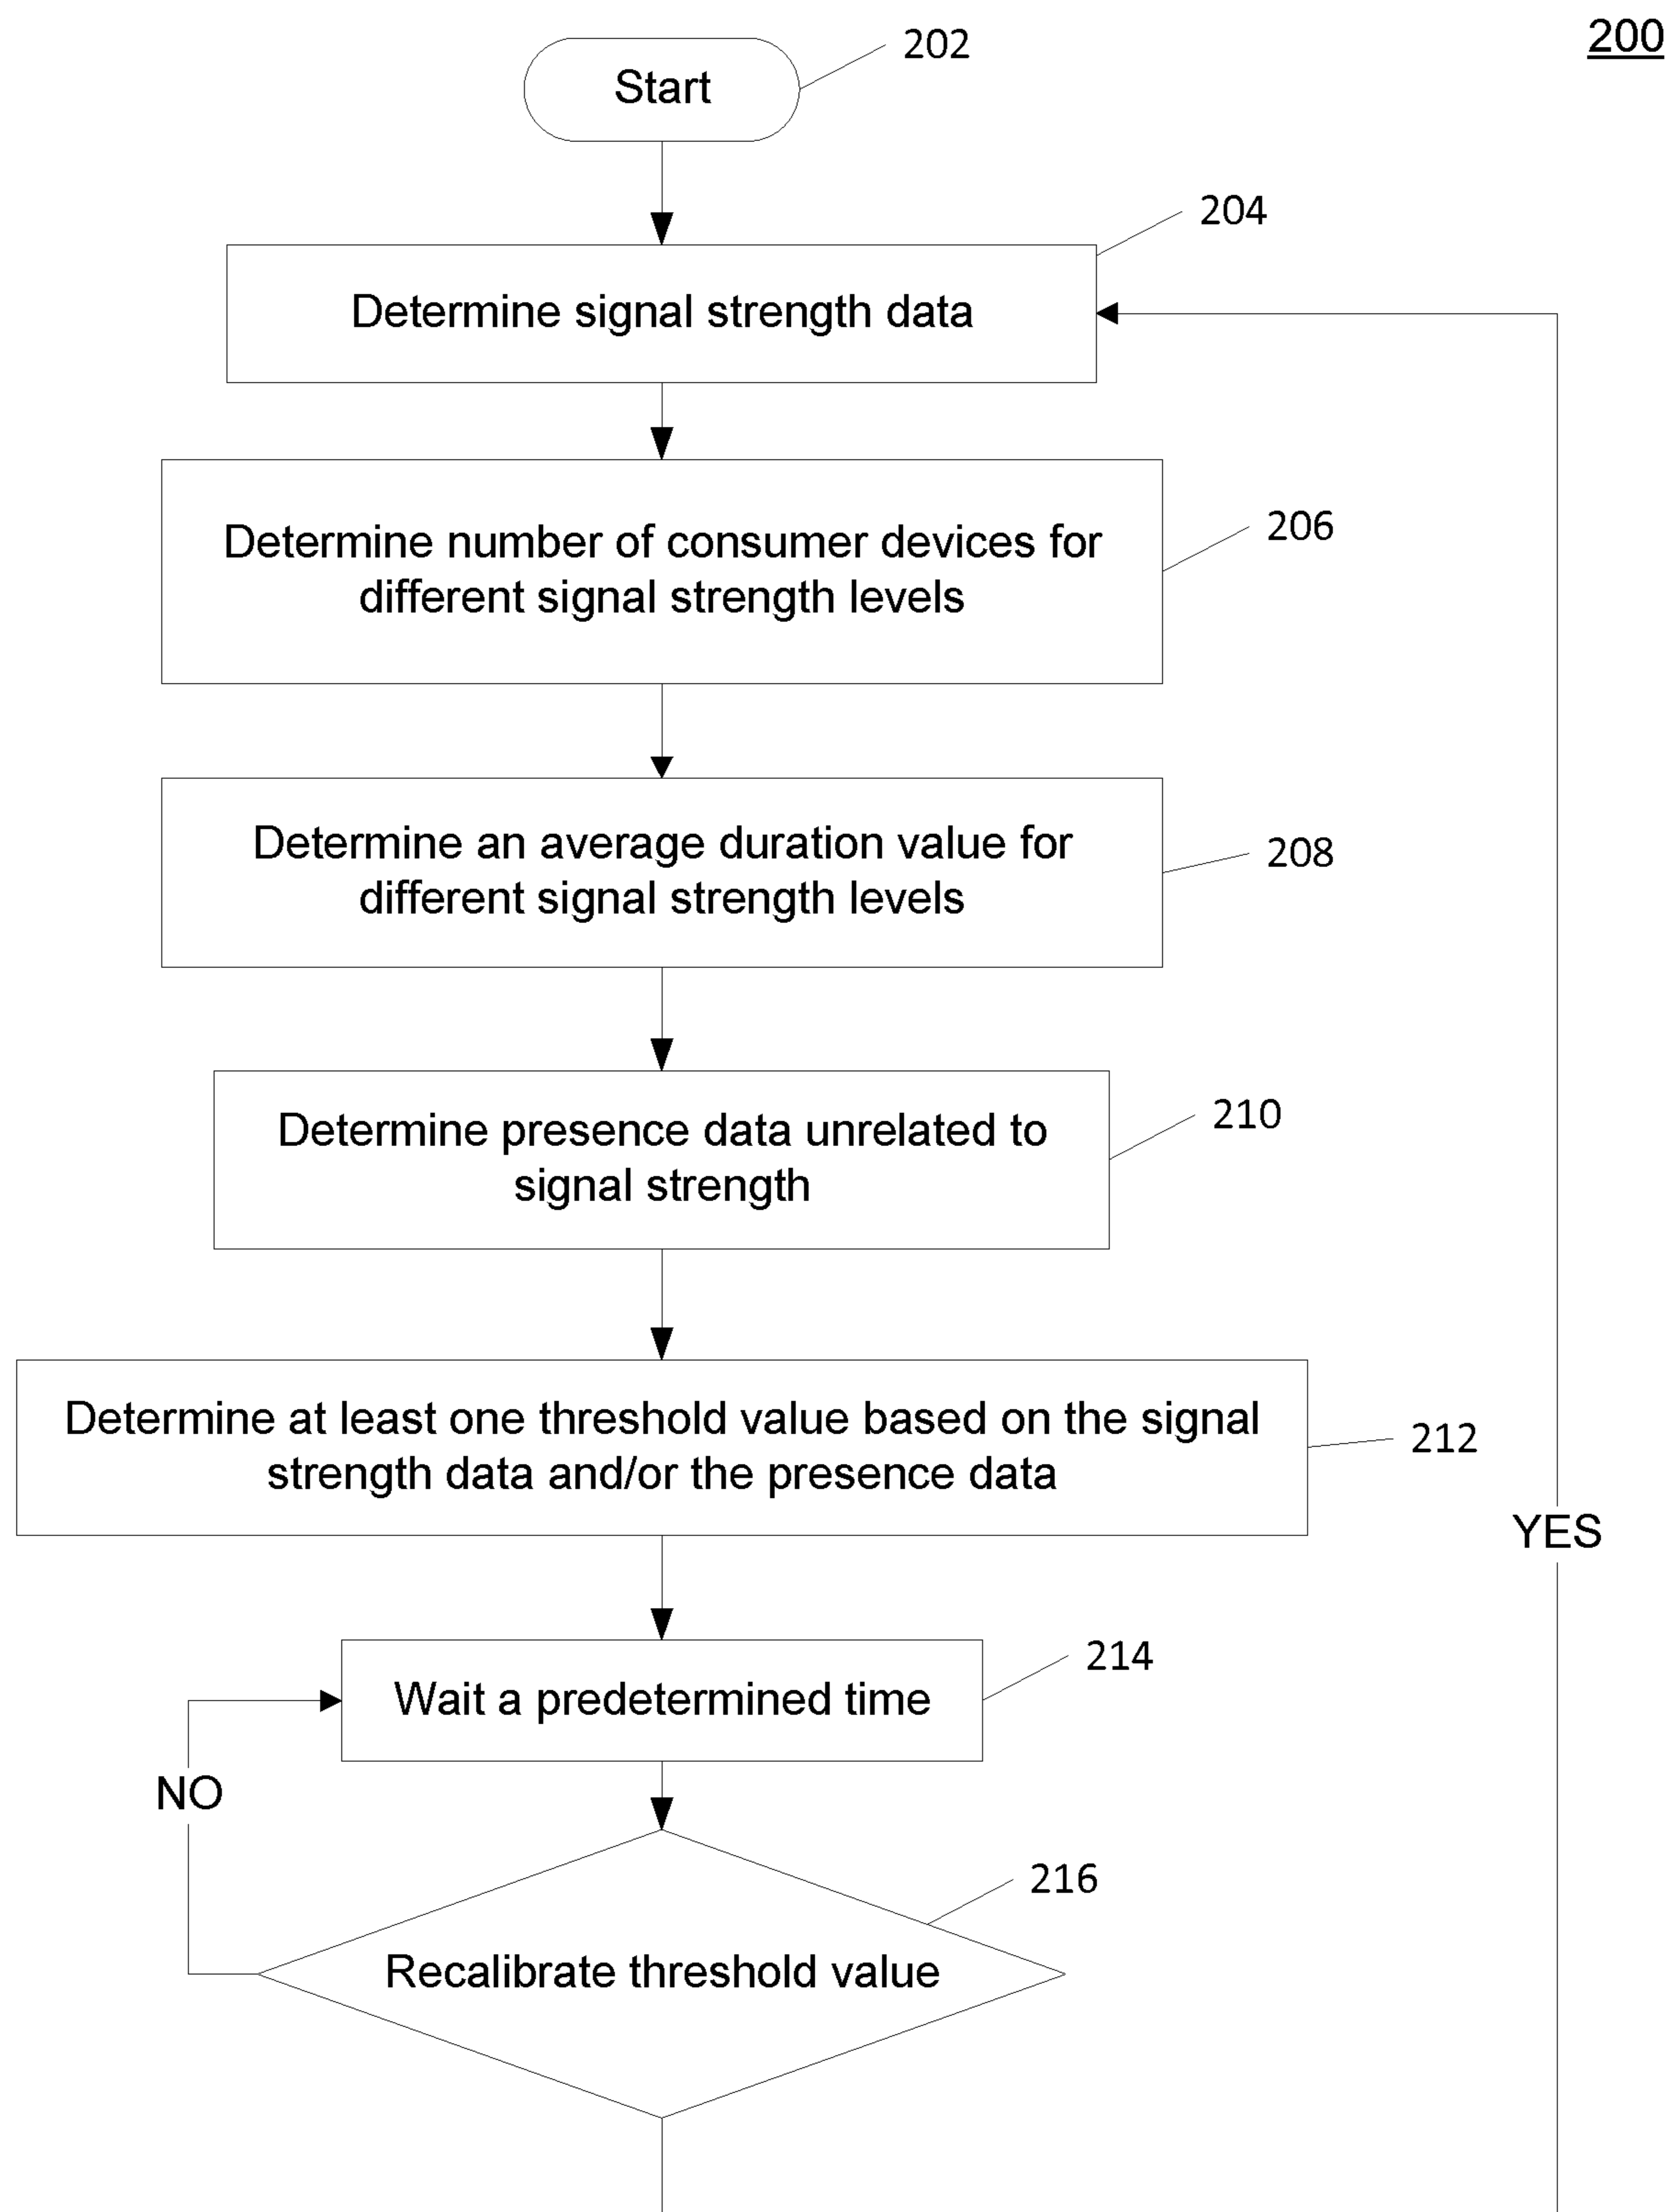 200
Start
202
Determine signal strength data
204
Determine number of consumer devices for
different signal strength levels
206
Determine an average duration value for
different signal strength levels
208
Determine presence data unrelated to
signal strength
210
Determine at least one threshold value based on the signal
strength data and/or the presence data
212
YES
Wait a predetermined time
214
NO
Recalibrate threshold value
216